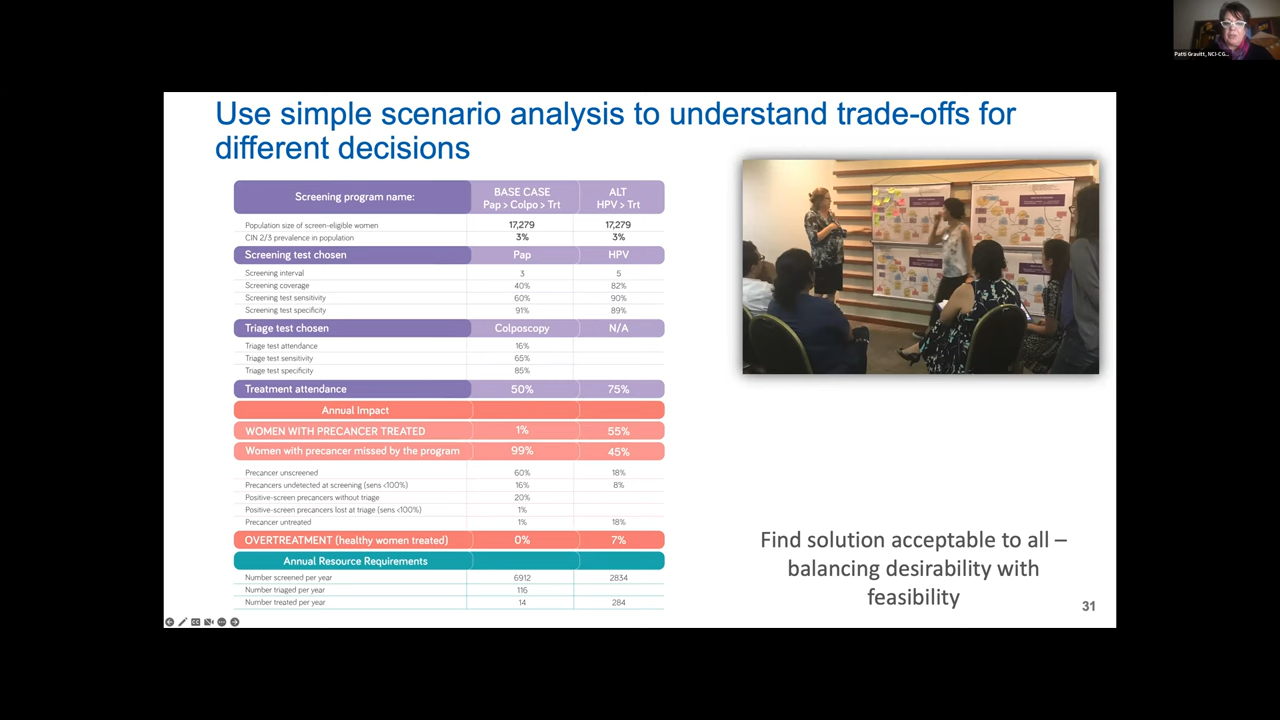 Patti Gravitt, NCI-CG...
Use simple scenario analysis to understand trade-offs for
different decisions
Screening program name: BASE CASE Pap > Colpo > Trt ALT HPV > Trt
Population size of screen-eligible women 17,279 17,279
CIN 2/3 prevalence in population 3% 3%
Screening test chosen Pap HPV
Screening interval 3 5
Screening coverage 40% 82%
Screening test sensitivity 60% 90%
Screening test specificity 91% 89%
Triage test chosen Colposcopy N/A
Triage test attendance 16%
Triage test sensitivity 65%
Triage test specificity 85%
Treatment attendance 50% 75%
Annual Impact
WOMEN WITH PRECANCER TREATED 1% 55%
Women with precancer missed by the program 99% 45%
Precancer unscreened 60% 18%
Precancers undetected at screening (sens <100%) 16% 8%
Positive-screen precancers without triage 20%
Positive-screen precancers lost at triage (sens <100%) 1%
Precancer untreated 1% 18%
OVERTREATMENT (healthy women treated) 0% 7%
Annual Resource Requirements
Number screened per year 6912 2834
Number triaged per year 116
Number treated per year 14 284
Find solution acceptable to all –
balancing desirability with
feasibility
31